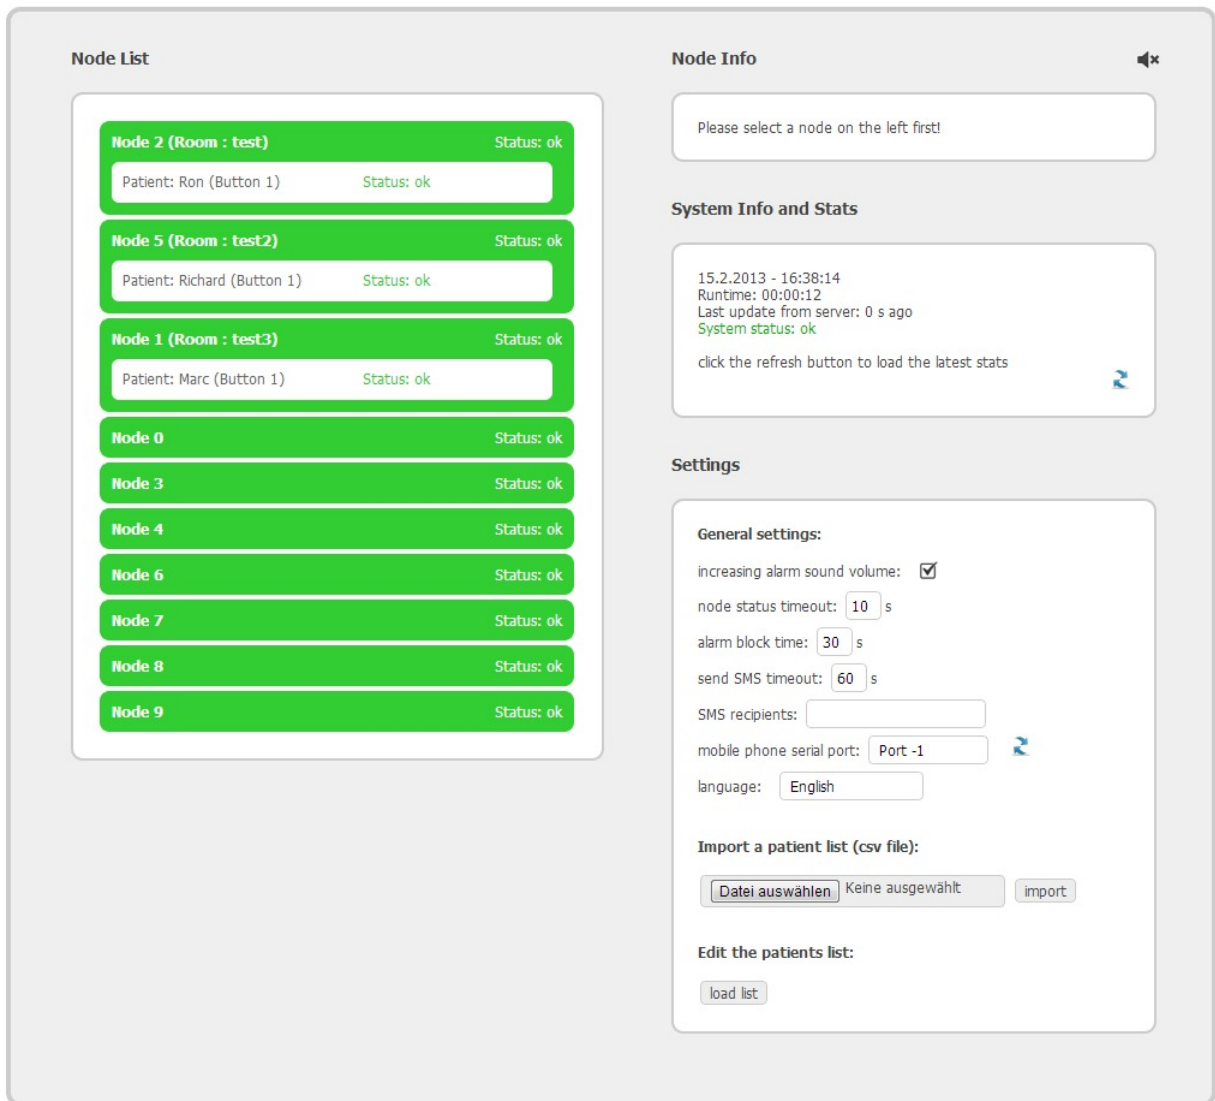 Node List
Node 2 (Room : test) Status: ok
Patient: Ron (Button 1) Status: ok
Node 5 (Room : test2) Status: ok
Patient: Richard (Button 1) Status: ok
Node 1 (Room : test3) Status: ok
Patient: Marc (Button 1) Status: ok
Node 0 Status: ok
Node 3 Status: ok
Node 4 Status: ok
Node 6 Status: ok
Node 7 Status: ok
Node 8 Status: ok
Node 9 Status: ok
Node Info
Please select a node on the left first!
System Info and Stats
15.2.2013 - 16:38:14
Runtime: 00:00:12
Last update from server: 0 s ago
System status: ok
click the refresh button to load the latest stats
Settings
General settings:
increasing alarm sound volume:
node status timeout: 10 s
alarm block time: 30 s
send SMS timeout: 60 s
SMS recipients:
mobile phone serial port: Port -1
language: English
Import a patient list (csv file):
Datei auswählen Keine ausgewählt import
Edit the patients list:
load list